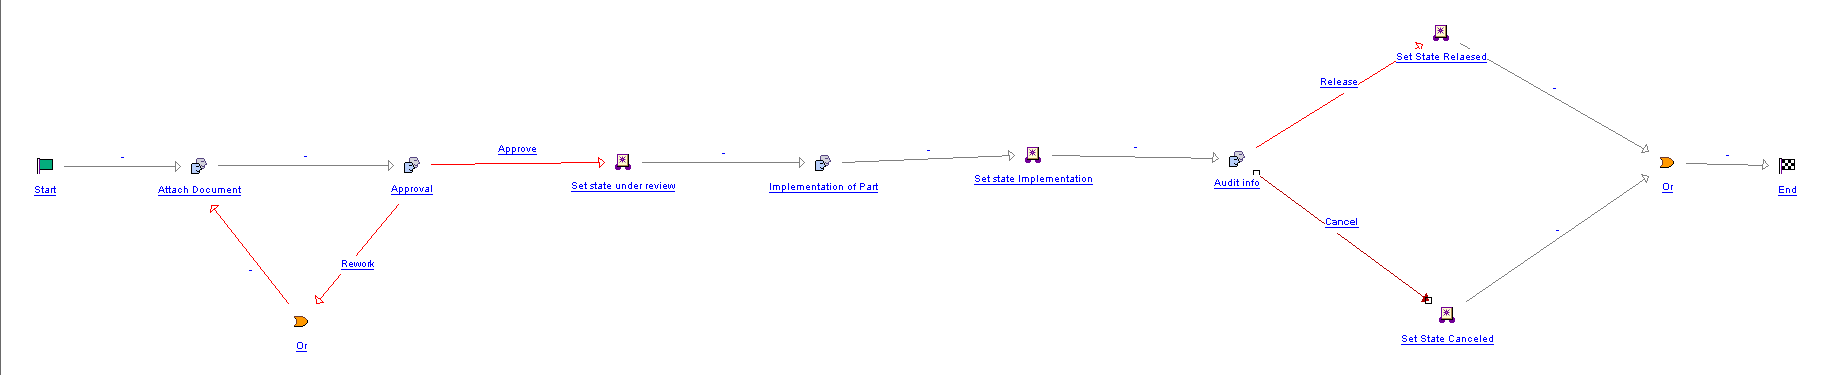 Set State Relaesed
Release
-
Approve
-
-
-
-
-
-
-
Start
Attach Document
Approval
Set state under review
Implementation of Part
Set state Implementation
Audit info
Or
End
Cancel
-
Rework
-
Or
Set State Canceled